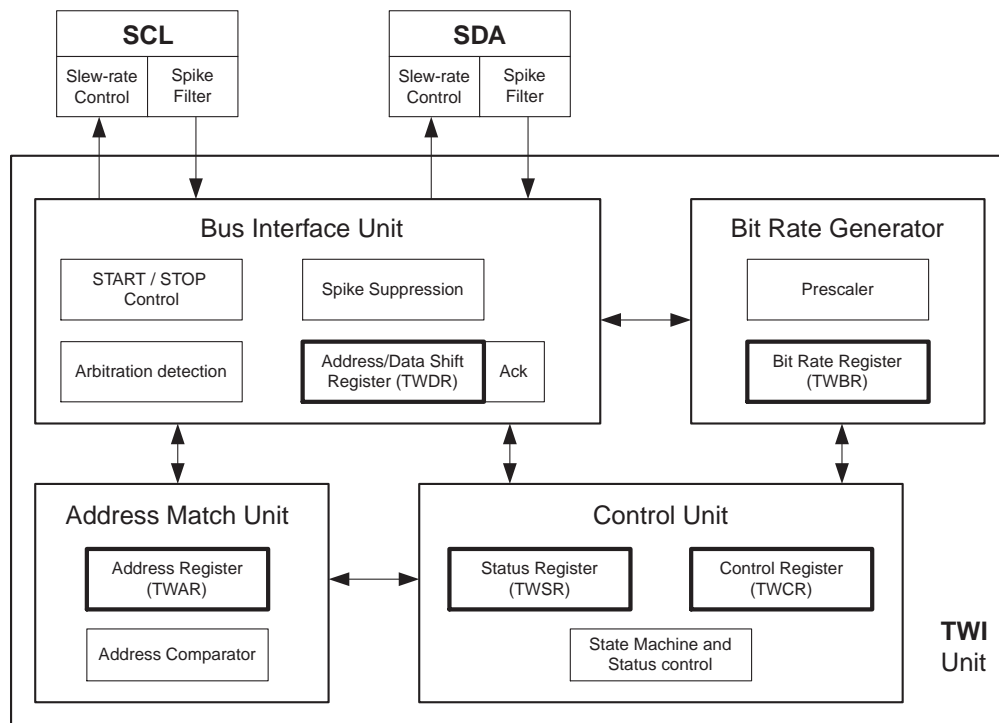 SCL
Slew-rate
Control
Spike
Filter
SDA
Slew-rate
Control
Spike
Filter
Bus Interface Unit
START / STOP
Control
Spike Suppression
Arbitration detection
Address/Data Shift
Register (TWDR)
Ack
Bit Rate Generator
Prescaler
Bit Rate Register
(TWBR)
Address Match Unit
Address Register
(TWAR)
Address Comparator
Control Unit
Status Register
(TWSR)
Control Register
(TWCR)
State Machine and
Status control
TWI
Unit